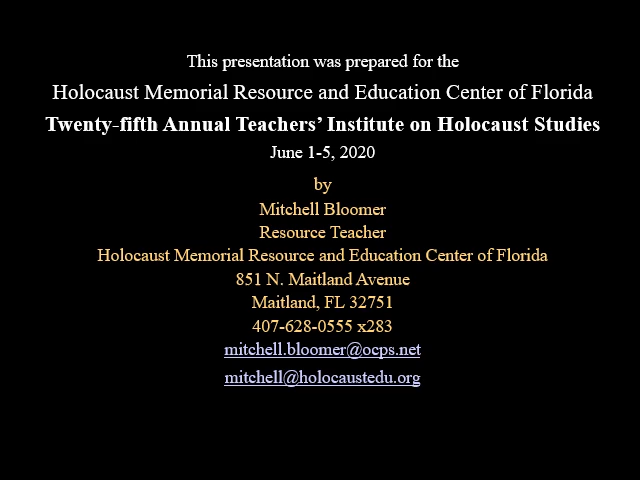 This presentation was prepared for the
Holocaust Memorial Resource and Education Center of Florida
Twenty-fifth Annual Teachers’ Institute on Holocaust Studies
June 1-5, 2020
by
Mitchell Bloomer
Resource Teacher
Holocaust Memorial Resource and Education Center of Florida
851 N. Maitland Avenue
Maitland, FL 32751
407-628-0555 x283
mitchell.bloomer@ocps.net
mitchell@holocaustedu.org